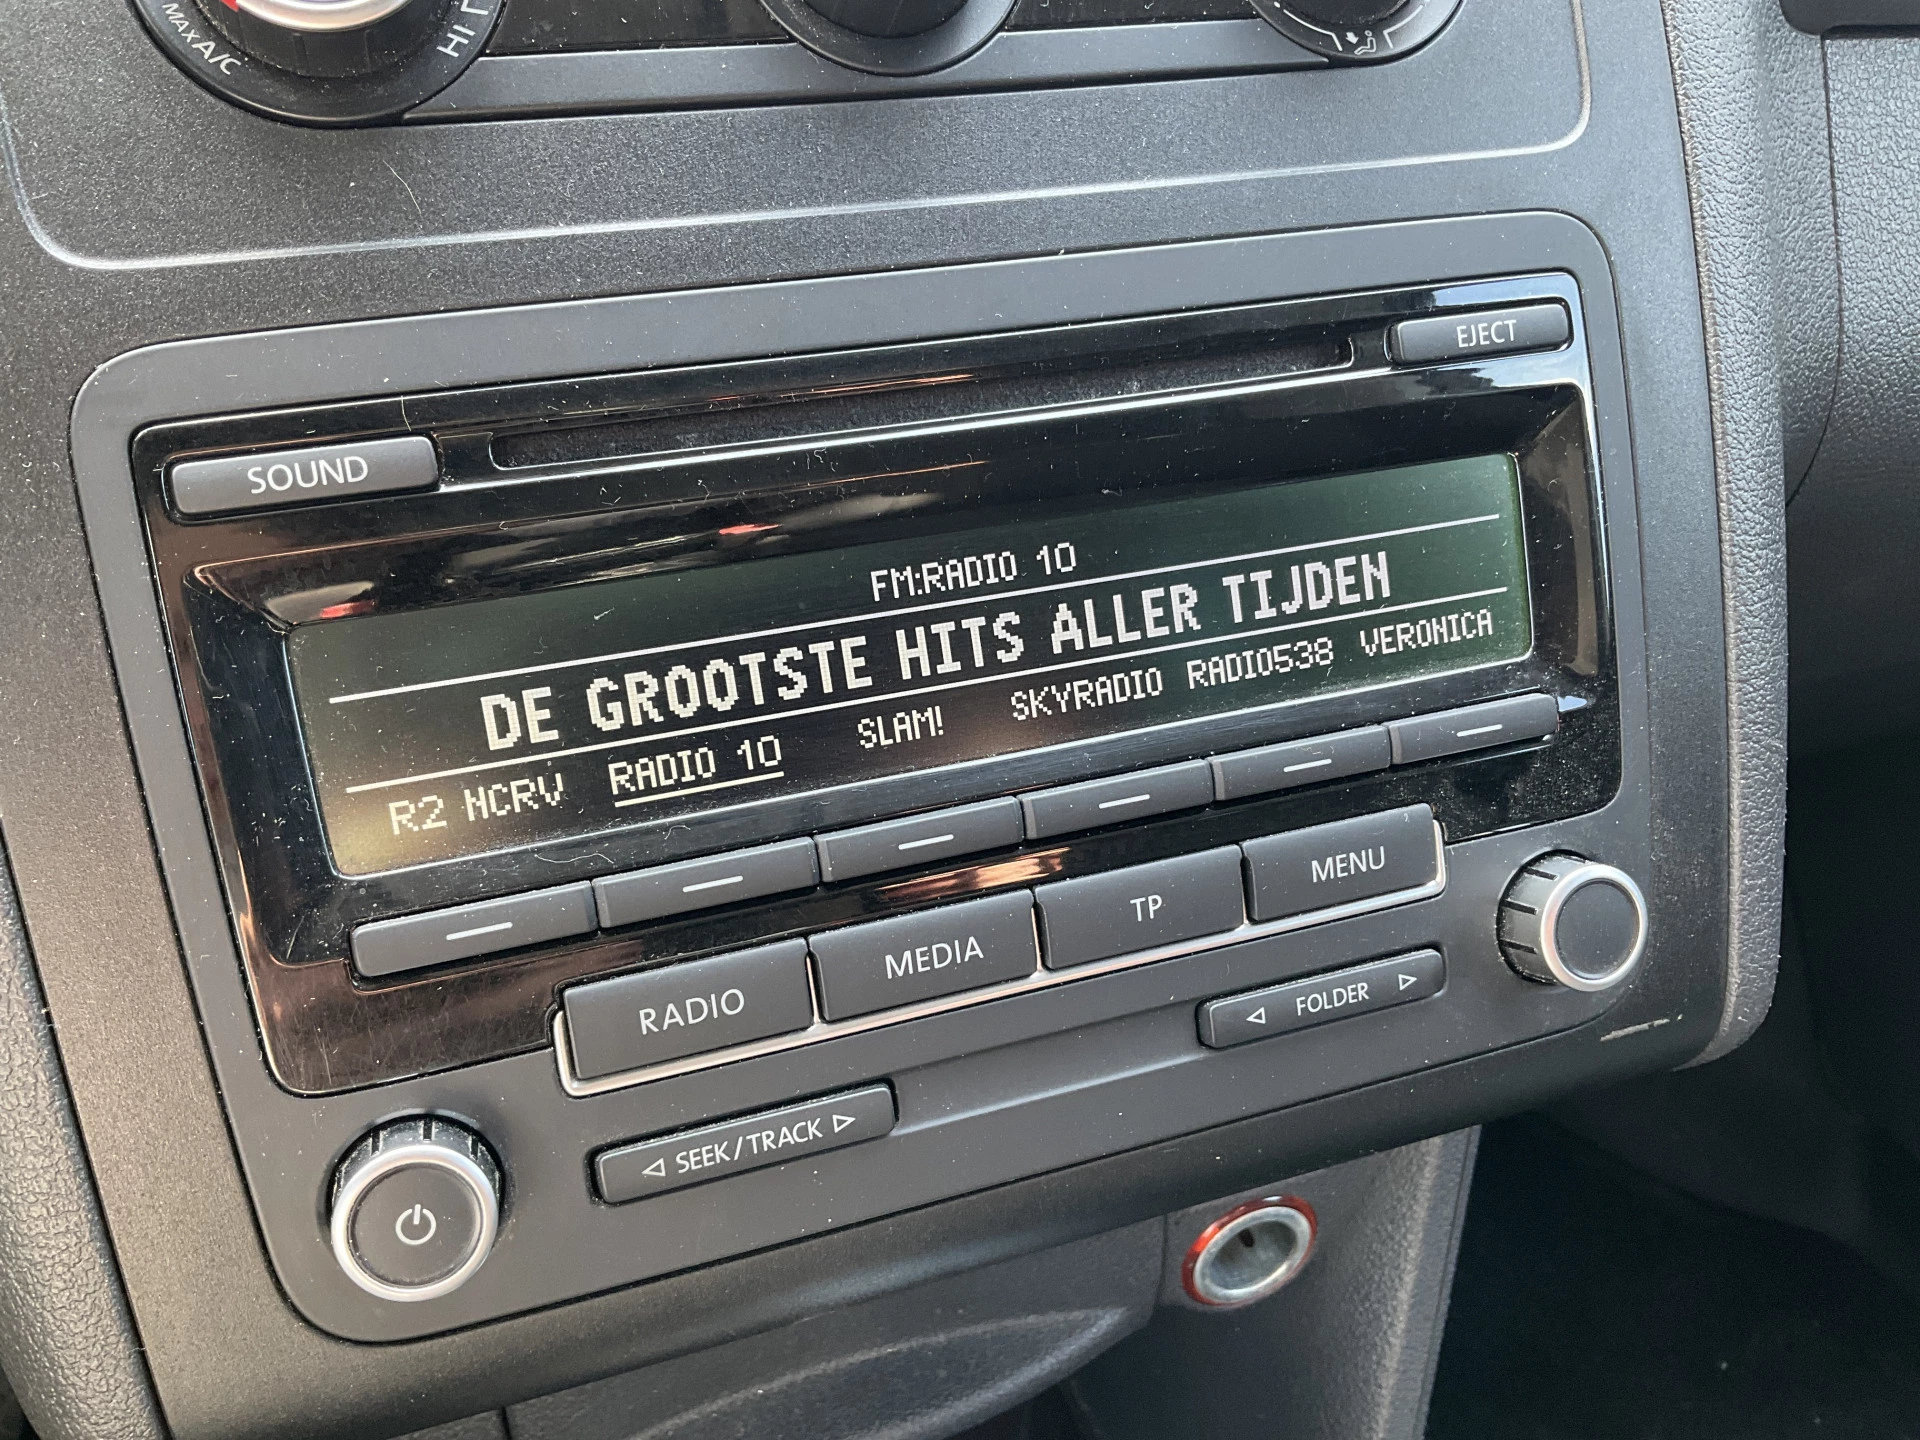 MAX A/C
HI
EJECT
SOUND
FM:RADIO 10
DE GROOTSTE HITS ALLER TIJDEN
R2 NCRV RADIO 10 SLAM! SKYRADIO RADIO538 VERONICA
RADIO MEDIA TP MENU
FOLDER
SEEK/TRACK